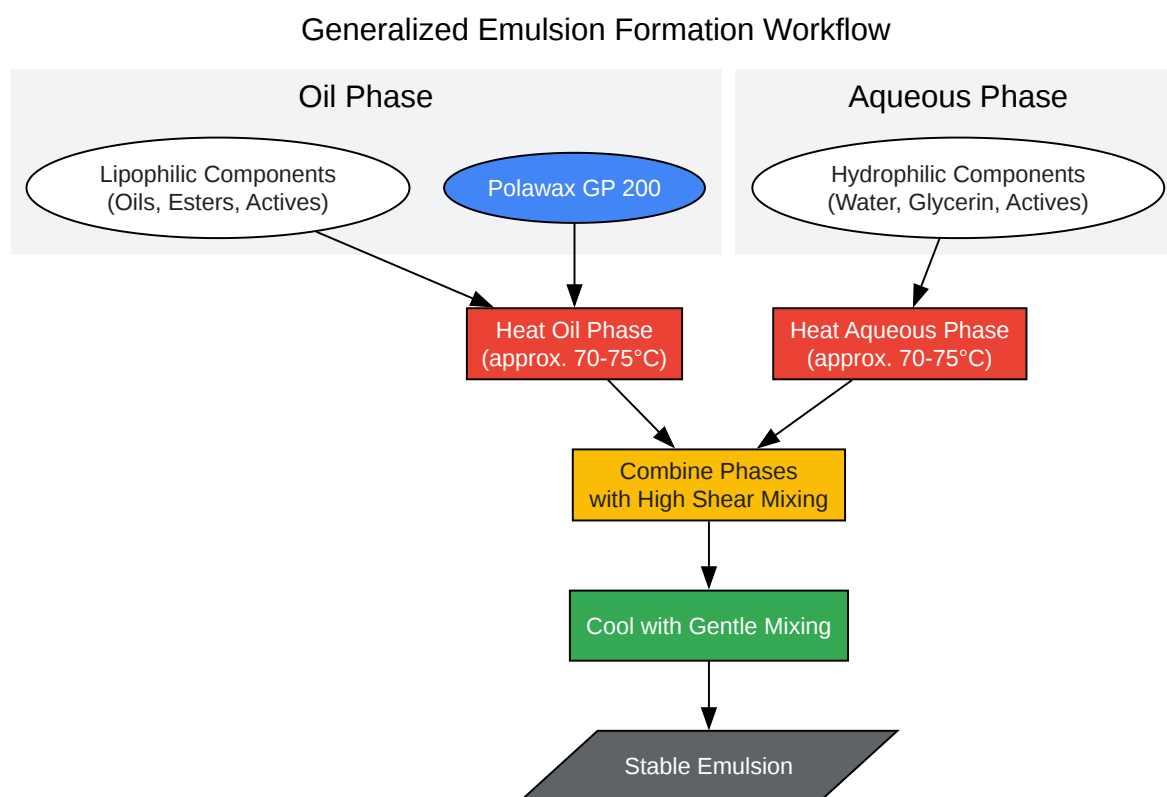 Generalized Emulsion Formation Workflow
Oil Phase
Aqueous Phase
Lipophilic Components
(Oils, Esters, Actives)
Polawax GP 200
Hydrophilic Components
(Water, Glycerin, Actives)
Heat Oil Phase
(approx. 70-75°C)
Heat Aqueous Phase
(approx. 70-75°C)
Combine Phases
with High Shear Mixing
Cool with Gentle Mixing
Stable Emulsion